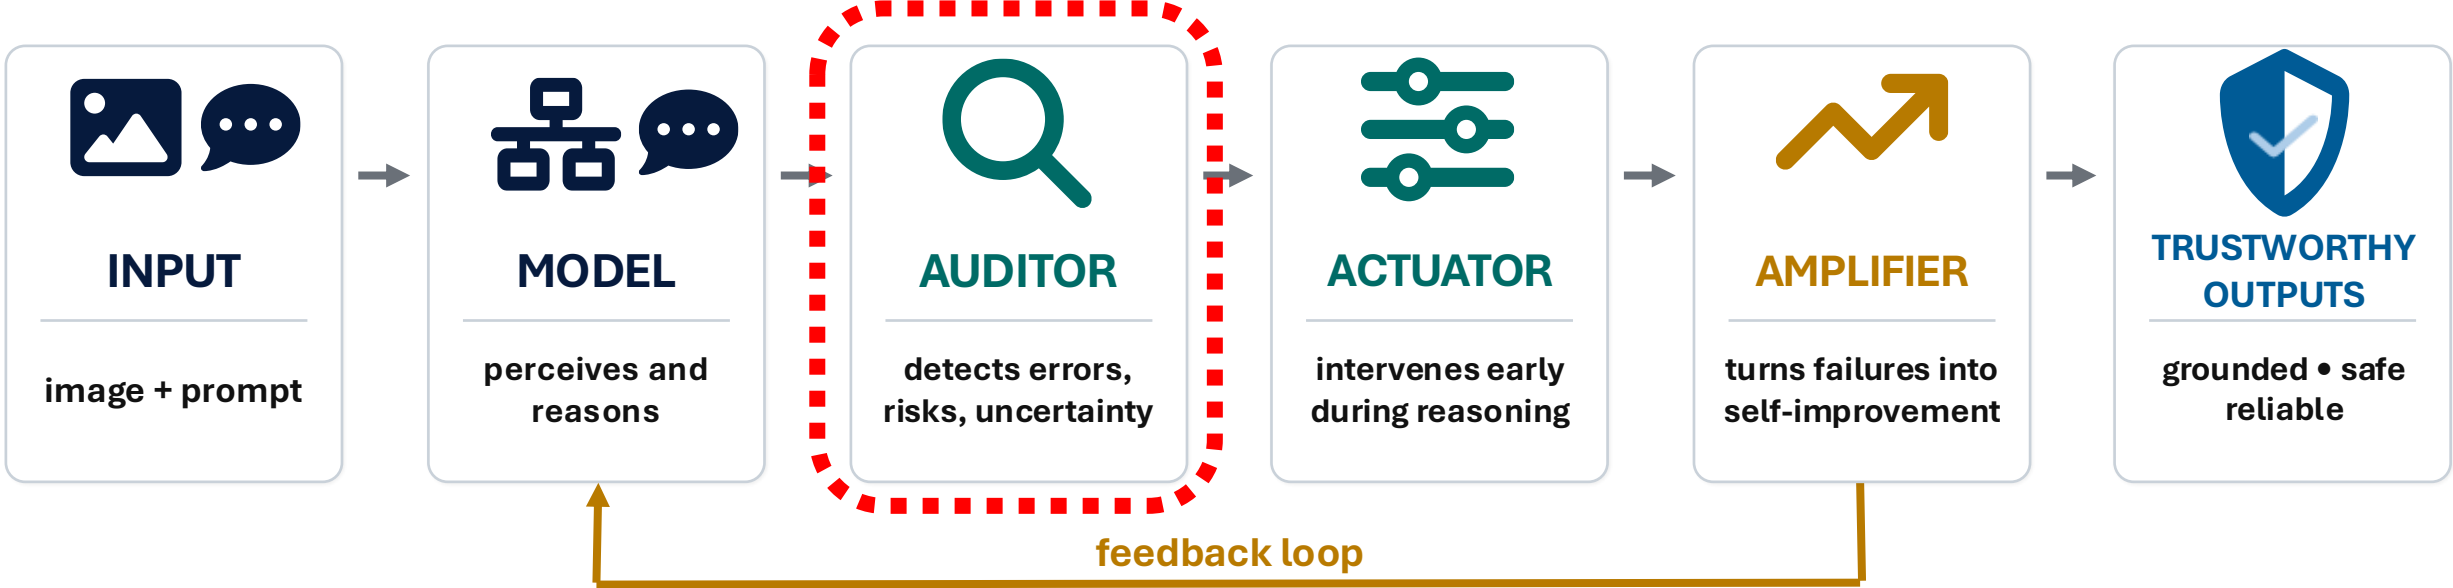 INPUT
image + prompt
MODEL
perceives and
reasons
AUDITOR
detects errors,
risks, uncertainty
ACTUATOR
intervenes early
during reasoning
AMPLIFIER
turns failures into
self-improvement
TRUSTWORTHY
OUTPUTS
grounded • safe
reliable
feedback loop